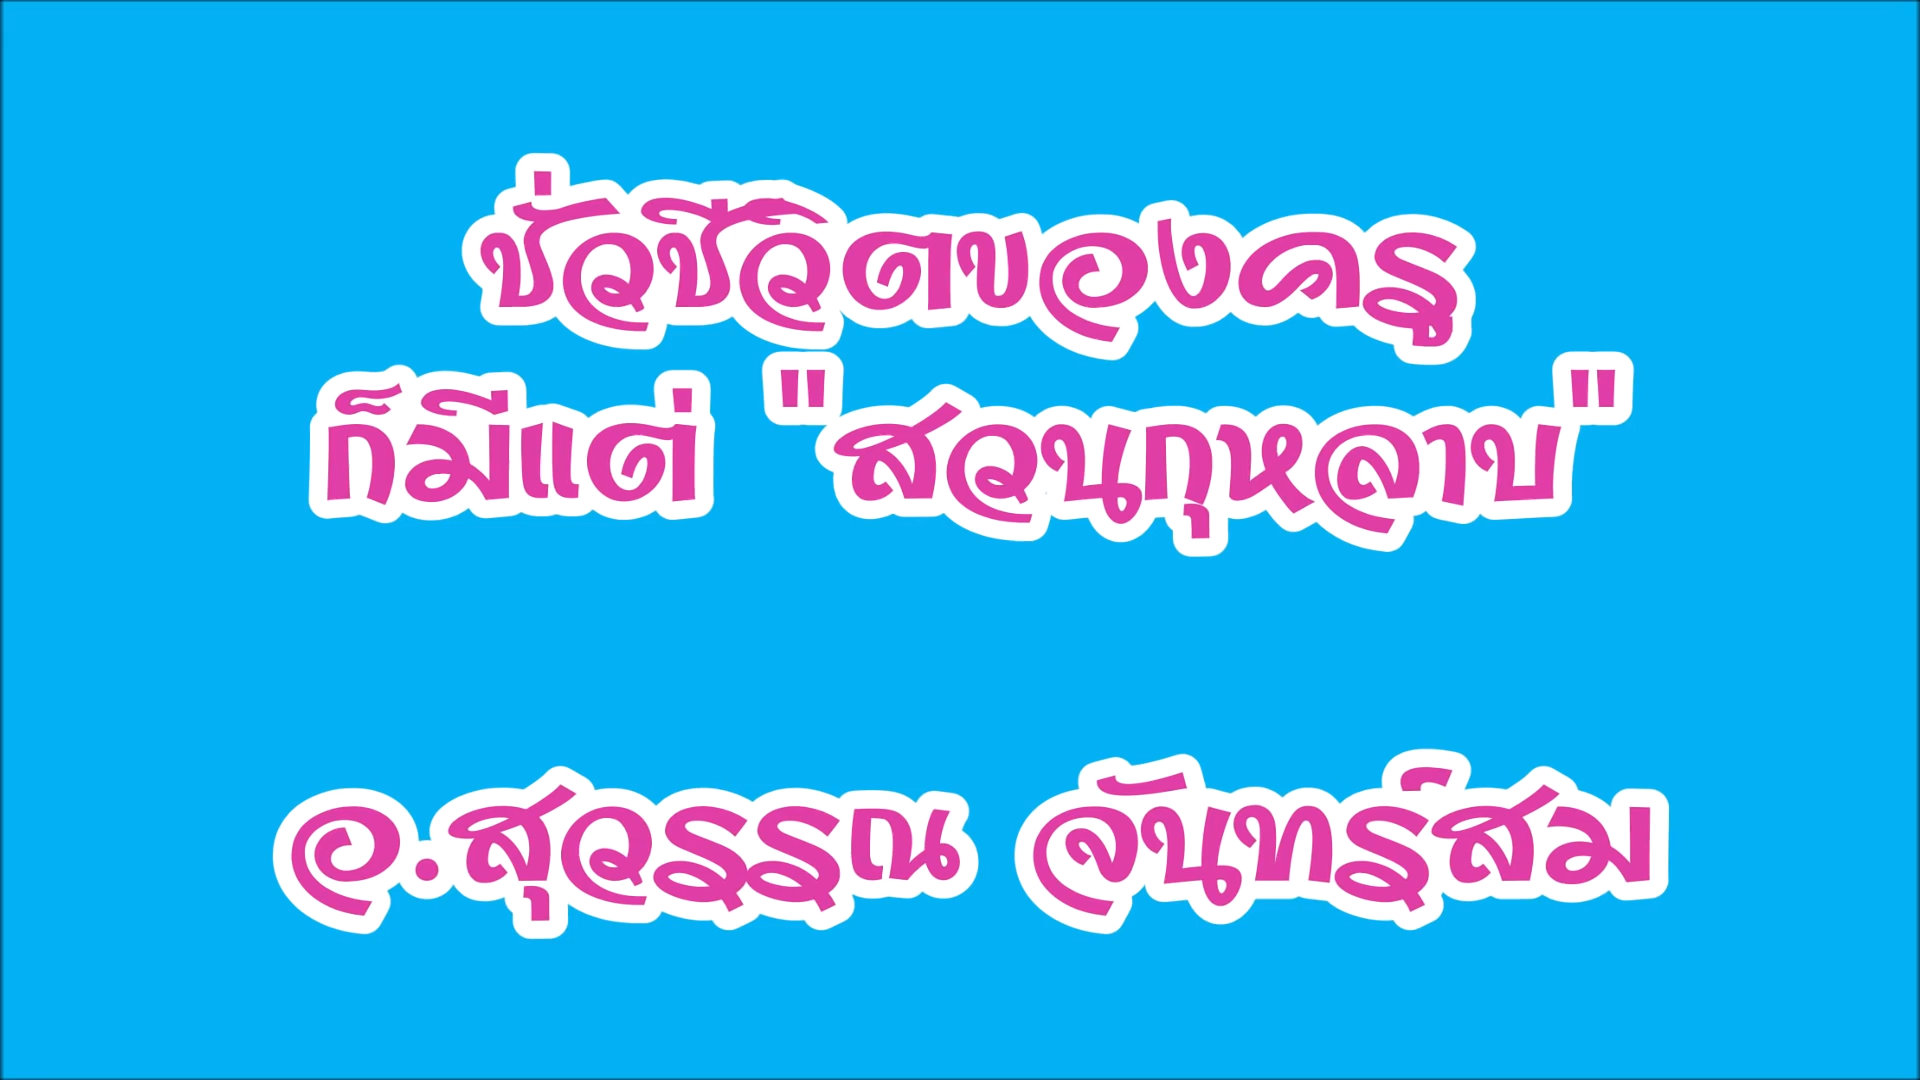 ชั่วชีวิตของครู
ก็มีแต่ "สวนกุหลาบ"
อ.สุวรรณ จันทร์สม